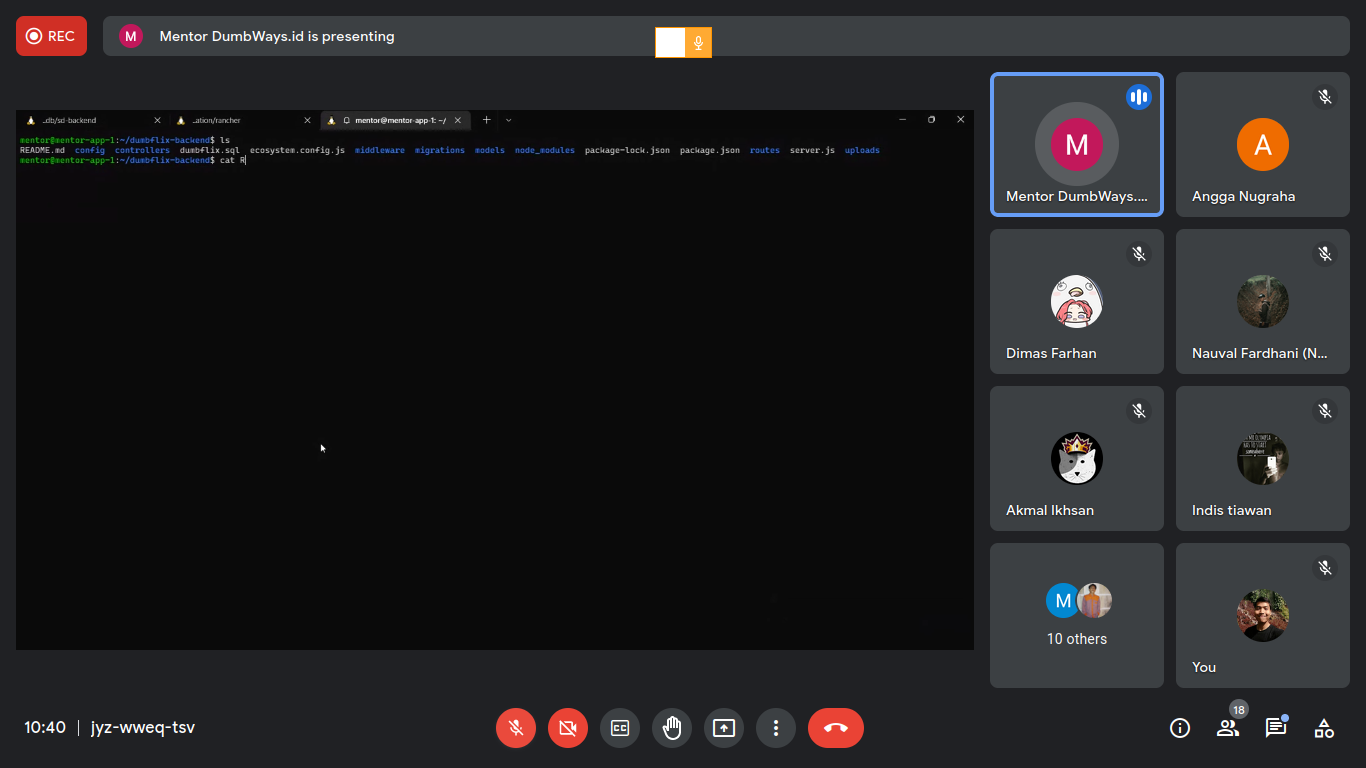 REC
M Mentor DumbWays.id is presenting
..db/sd-backend ..ation/rancher mentor@mentor-app-1: ~/
mentor@mentor-app-1:~/dumbflix-backend$ ls
README.md config controllers dumbflix.sql ecosystem.config.js middleware migrations models node_modules package-lock.json package.json routes server.js uploads
mentor@mentor-app-1:~/dumbflix-backend$ cat R
M
Mentor DumbWays....
A
Angga Nugraha
Dimas Farhan
Nauval Fardhani (N...
Akmal Ikhsan
Indis tiawan
M
10 others
You
10:40 | jyz-wweq-tsv
CC
18